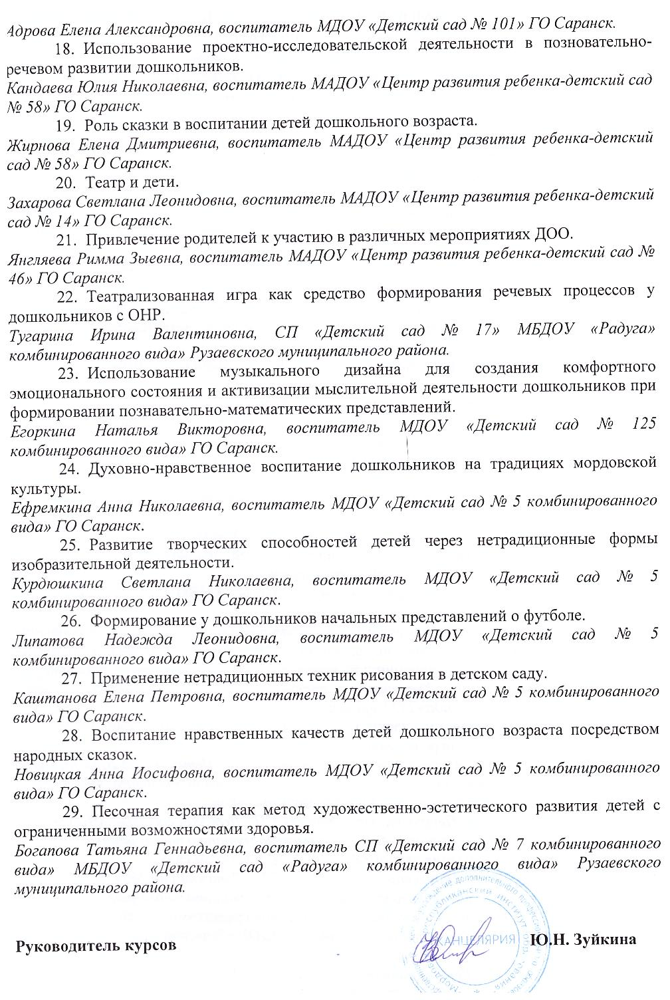 Адрова Елена Александровна, воспитатель МДОУ «Детский сад № 101» ГО Саранск.
18. Использование проектно-исследовательской деятельности в позновательно-
речевом развитии дошкольников.
Кандаева Юлия Николаевна, воспитатель МАДОУ «Центр развития ребенка-детский сад
№ 58» ГО Саранск.
19. Роль сказки в воспитании детей дошкольного возраста.
Жирнова Елена Дмитриевна, воспитатель МАДОУ «Центр развития ребенка-детский
сад № 58» ГО Саранск.
20. Театр и дети.
Захарова Светлана Леонидовна, воспитатель МАДОУ «Центр развития ребенка-детский
сад № 14» ГО Саранск.
21. Привлечение родителей к участию в различных мероприятиях ДОО.
Янгляева Римма Зыевна, воспитатель МАДОУ «Центр развития ребенка-детский сад №
46» ГО Саранск.
22. Театрализованная игра как средство формирования речевых процессов у
дошкольников с ОНР.
Тугарина Ирина Валентиновна, СП «Детский сад № 17» МБДОУ «Радуга»
комбинированного вида» Рузаевского муниципального района.
23. Использование музыкального дизайна для создания комфортного
эмоционального состояния и активизации мыслительной деятельности дошкольников при
формировании познавательно-математических представлений.
Егоркина Наталья Викторовна, воспитатель МДОУ «Детский сад № 125
комбинированного вида» ГО Саранск.
24. Духовно-нравственное воспитание дошкольников на традициях мордовской
культуры.
Ефремкина Анна Николаевна, воспитатель МДОУ «Детский сад № 5 комбинированного
вида» ГО Саранск.
25. Развитие творческих способностей детей через нетрадиционные формы
изобразительной деятельности.
Курдюшкина Светлана Николаевна, воспитатель МДОУ «Детский сад № 5
комбинированного вида» ГО Саранск.
26. Формирование у дошкольников начальных представлений о футболе.
Липатова Надежда Леонидовна, воспитатель МДОУ «Детский сад № 5
комбинированного вида» ГО Саранск.
27. Применение нетрадиционных техник рисования в детском саду.
Каштанова Елена Петровна, воспитатель МДОУ «Детский сад № 5 комбинированного
вида» ГО Саранск.
28. Воспитание нравственных качеств детей дошкольного возраста посредством
народных сказок.
Новицкая Анна Иосифовна, воспитатель МДОУ «Детский сад № 5 комбинированного
вида» ГО Саранск.
29. Песочная терапия как метод художественно-эстетического развития детей с
ограниченными возможностями здоровья.
Богапова Татьяна Геннадьевна, воспитатель СП «Детский сад № 7 комбинированного
вида» МБДОУ «Детский сад «Радуга» комбинированного вида» Рузаевского
муниципального района.
Руководитель курсов Ю.Н. Зуйкина
КАНЦЕЛЯРИЯ